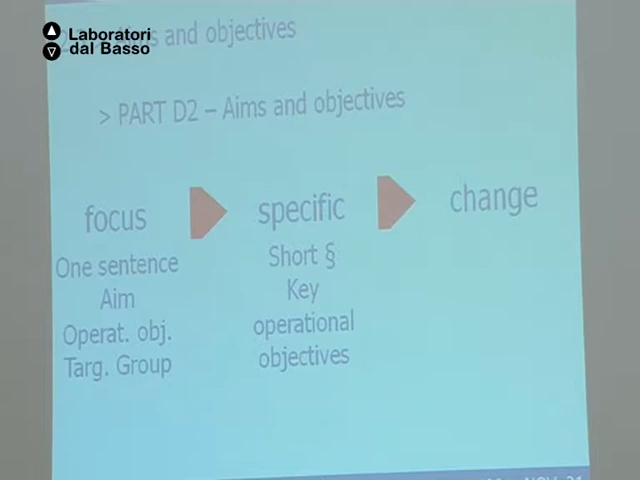 Laboratori
dal Basso
and objectives
> PART D2 – Aims and objectives
focus
specific
change
One sentence
Aim
Operat. obj.
Targ. Group
Short §
Key
operational
objectives